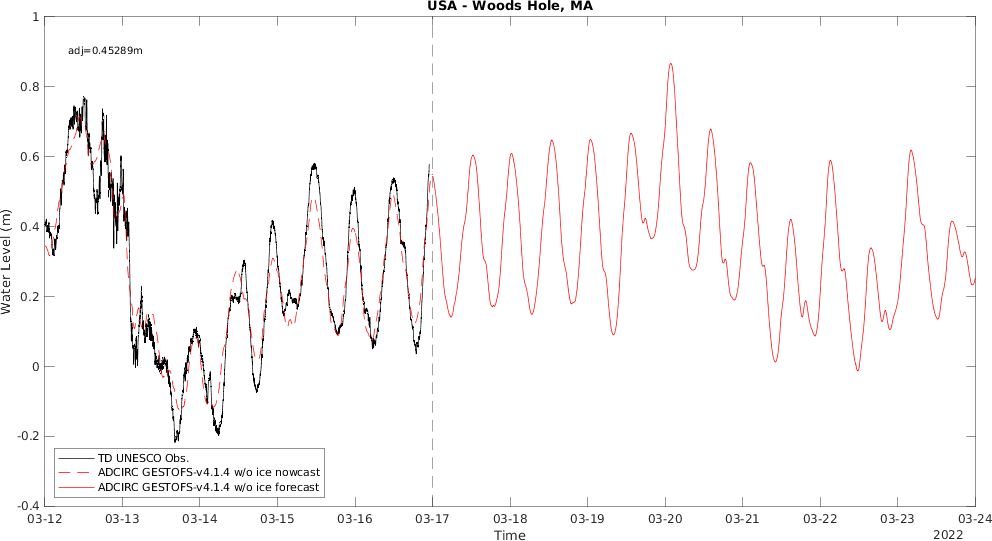 USA - Woods Hole, MA
adj=0.45289m
Water Level (m)
1
0.8
0.6
0.4
0.2
0
-0.2
-0.4
TD UNESCO Obs.
ADCIRC GESTOFS-v4.1.4 w/o ice nowcast
ADCIRC GESTOFS-v4.1.4 w/o ice forecast
03-12 03-13 03-14 03-15 03-16 03-17 03-18 03-19 03-20 03-21 03-22 03-23 03-24
Time
2022